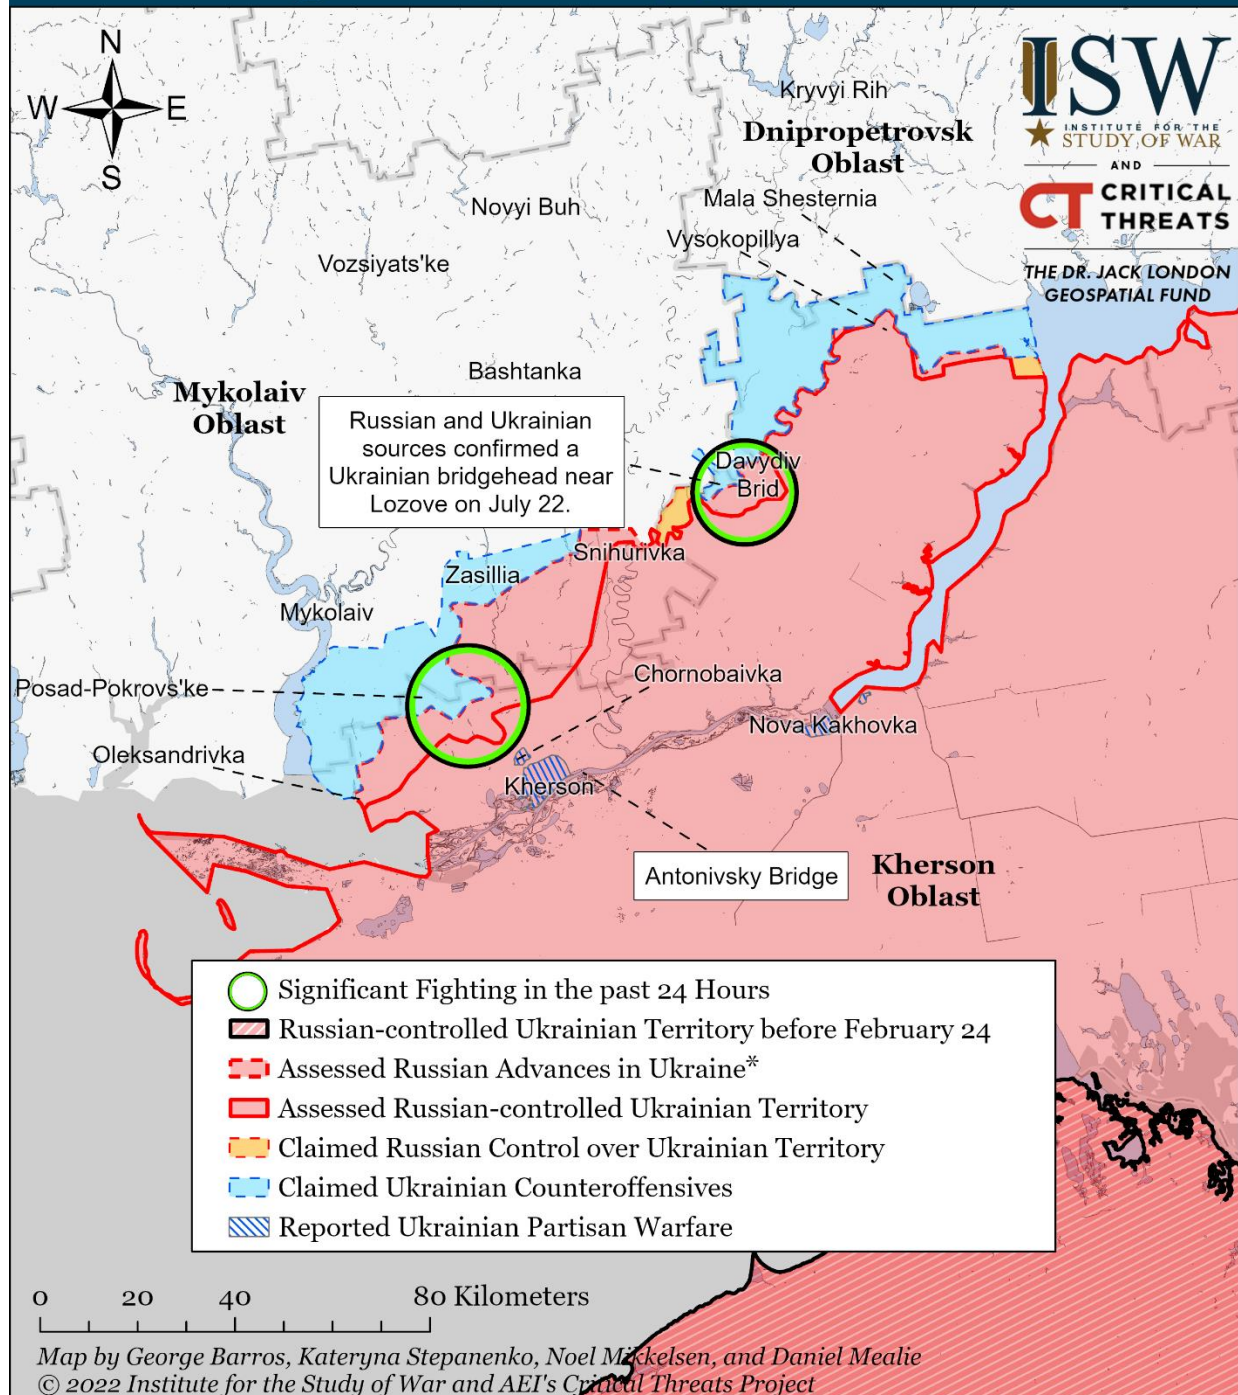 N
W E
S
ISW
INSTITUTE FOR THE
STUDY OF WAR
AND
CT CRITICAL
THREATS
THE DR. JACK LONDON
GEOSPATIAL FUND
Kryvyi Rih
Dnipropetrovsk
Oblast
Mala Shesternia
Novyi Buh
Vysokopillya
Vozsiyats'ke
Bashtanka
Mykolaiv
Oblast
Russian and Ukrainian
sources confirmed a
Ukrainian bridgehead near
Lozove on July 22.
Davydiv
Brid
Snihurivka
Zasillia
Mykolaiv
Chornobaivka
Posad-Pokrovs'ke
Nova Kakhovka
Oleksandrivka
Kherson
Antonivsky Bridge
Kherson
Oblast
Significant Fighting in the past 24 Hours
Russian-controlled Ukrainian Territory before February 24
Assessed Russian Advances in Ukraine*
Assessed Russian-controlled Ukrainian Territory
Claimed Russian Control over Ukrainian Territory
Claimed Ukrainian Counteroffensives
Reported Ukrainian Partisan Warfare
0 20 40 80 Kilometers
Map by George Barros, Kateryna Stepanenko, Noel Mikkelsen, and Daniel Mealie
© 2022 Institute for the Study of War and AEI's Critical Threats Project